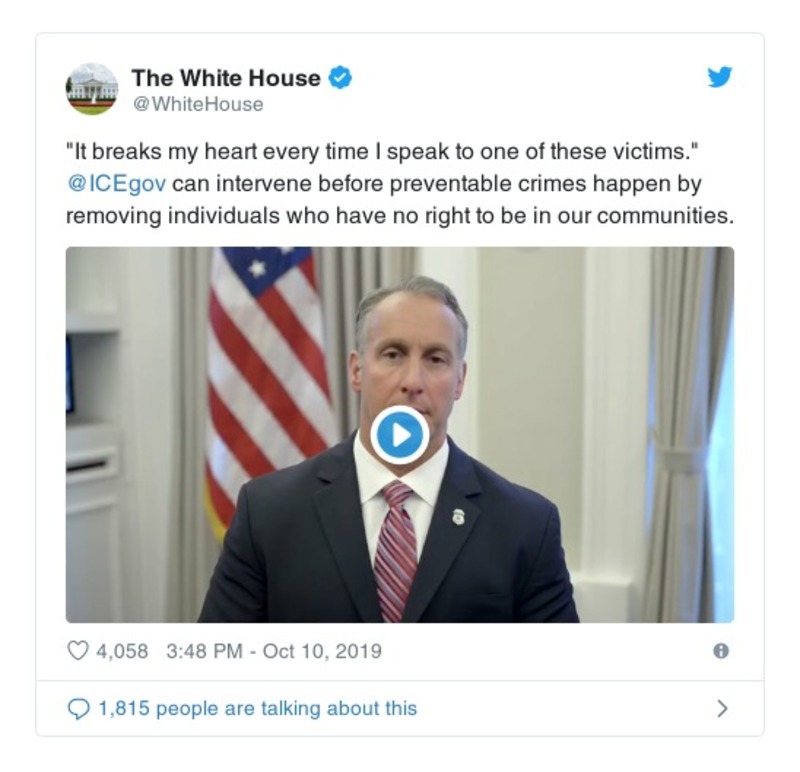 The White House
@WhiteHouse
"It breaks my heart every time I speak to one of these victims."
@ICEgov can intervene before preventable crimes happen by
removing individuals who have no right to be in our communities.
4,058 3:48 PM - Oct 10, 2019
1,815 people are talking about this